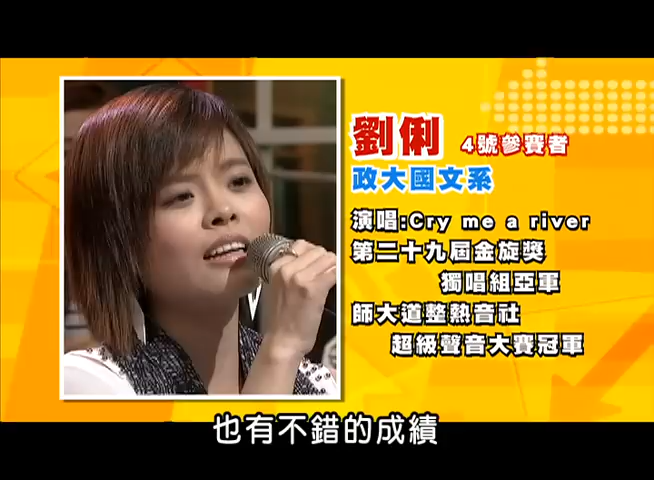 劉俐 4號參賽者
政大國文系
演唱:Cry me a river
第二十九屆金旋獎
獨唱組亞軍
師大道整熱音社
超級聲音大賽冠軍
也有不錯的成績